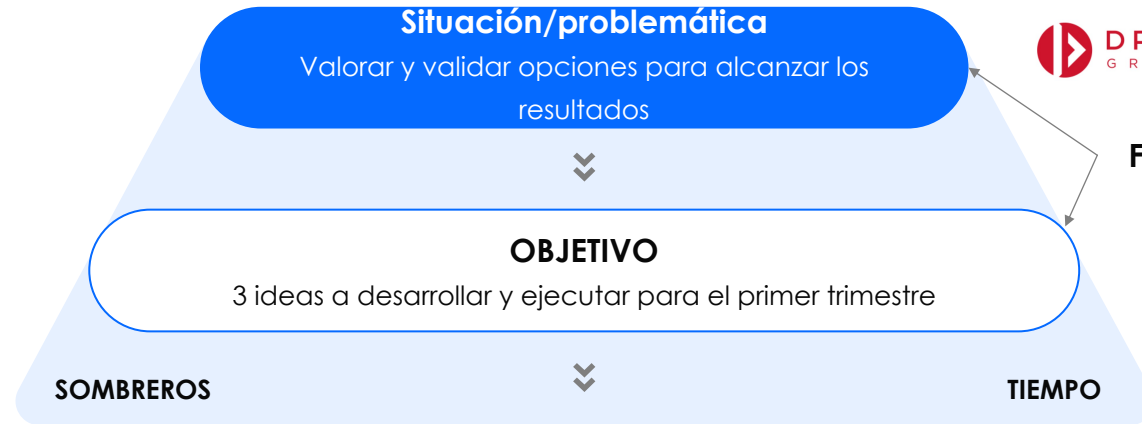 Situación/problemática
Valorar y validar opciones para alcanzar los
resultados
OBJETIVO
3 ideas a desarrollar y ejecutar para el primer trimestre
SOMBREROS
TIEMPO